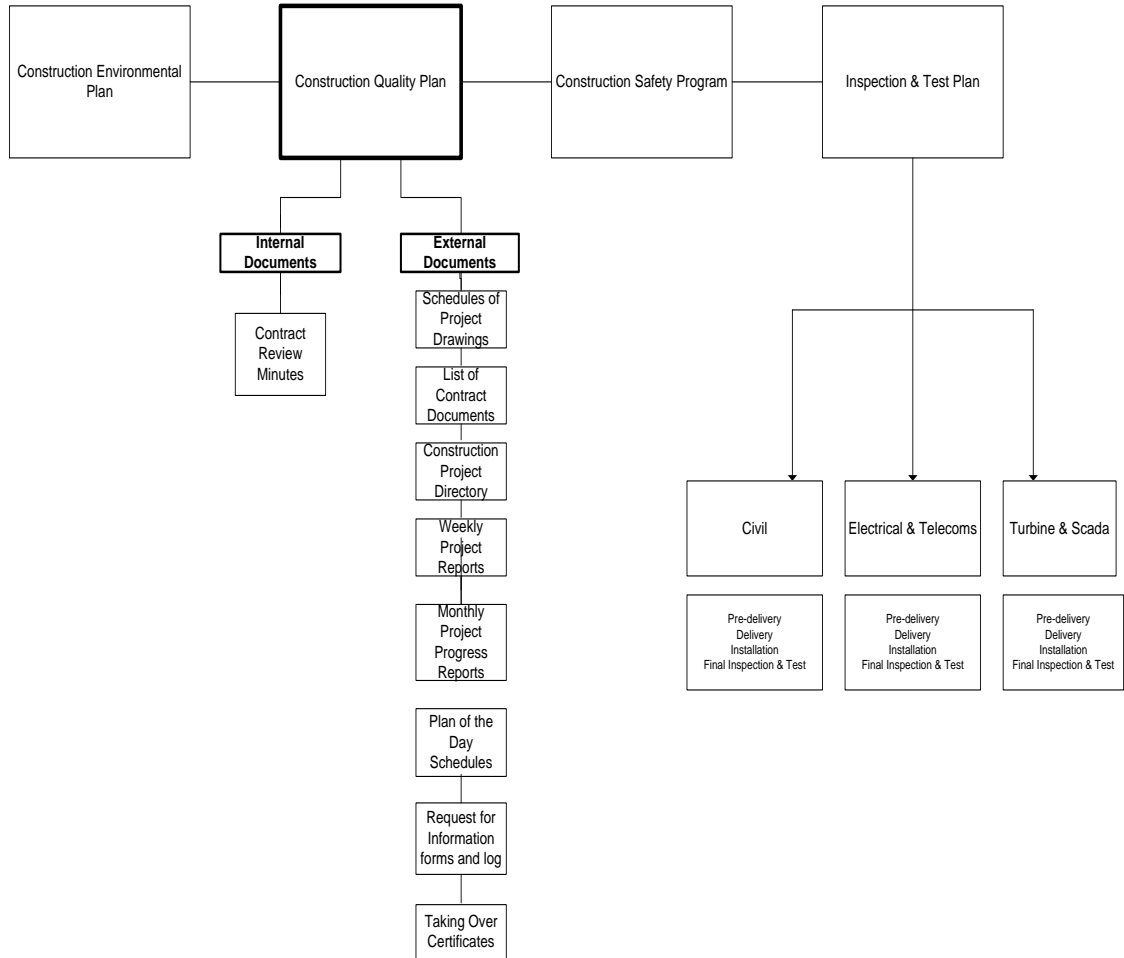 Construction Environmental
Plan
Construction Quality Plan
Construction Safety Program
Inspection & Test Plan
Internal
Documents
External
Documents
Contract
Review
Minutes
Schedules of
Project
Drawings
List of
Contract
Documents
Construction
Project
Directory
Weekly
Project
Reports
Monthly
Project
Progress
Reports
Plan of the
Day
Schedules
Request for
Information
forms and log
Taking Over
Certificates
Civil
Electrical & Telecoms
Turbine & Scada
Pre-delivery
Delivery
Installation
Final Inspection & Test
Pre-delivery
Delivery
Installation
Final Inspection & Test
Pre-delivery
Delivery
Installation
Final Inspection & Test